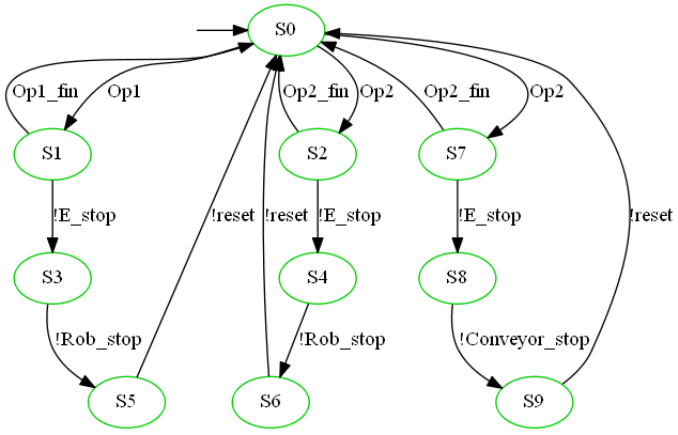 S0
Op1_fin
Op1
Op2_fin
Op2
Op2_fin
Op2
S1
S2
S7
!E_stop
!reset
!reset
!E_stop
!E_stop
!reset
S3
S4
S8
!Rob_stop
!Rob_stop
!Conveyor_stop
S5
S6
S9